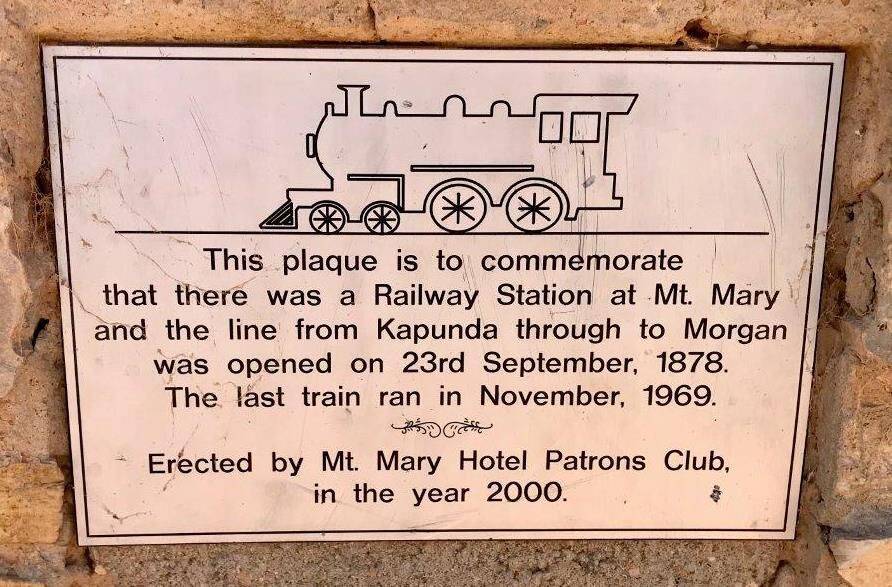 This plaque is to commemorate
that there was a Railway Station at Mt. Mary
and the line from Kapunda through to Morgan
was opened on 23rd September, 1878.
The last train ran in November, 1969.
Erected by Mt. Mary Hotel Patrons Club,
in the year 2000.